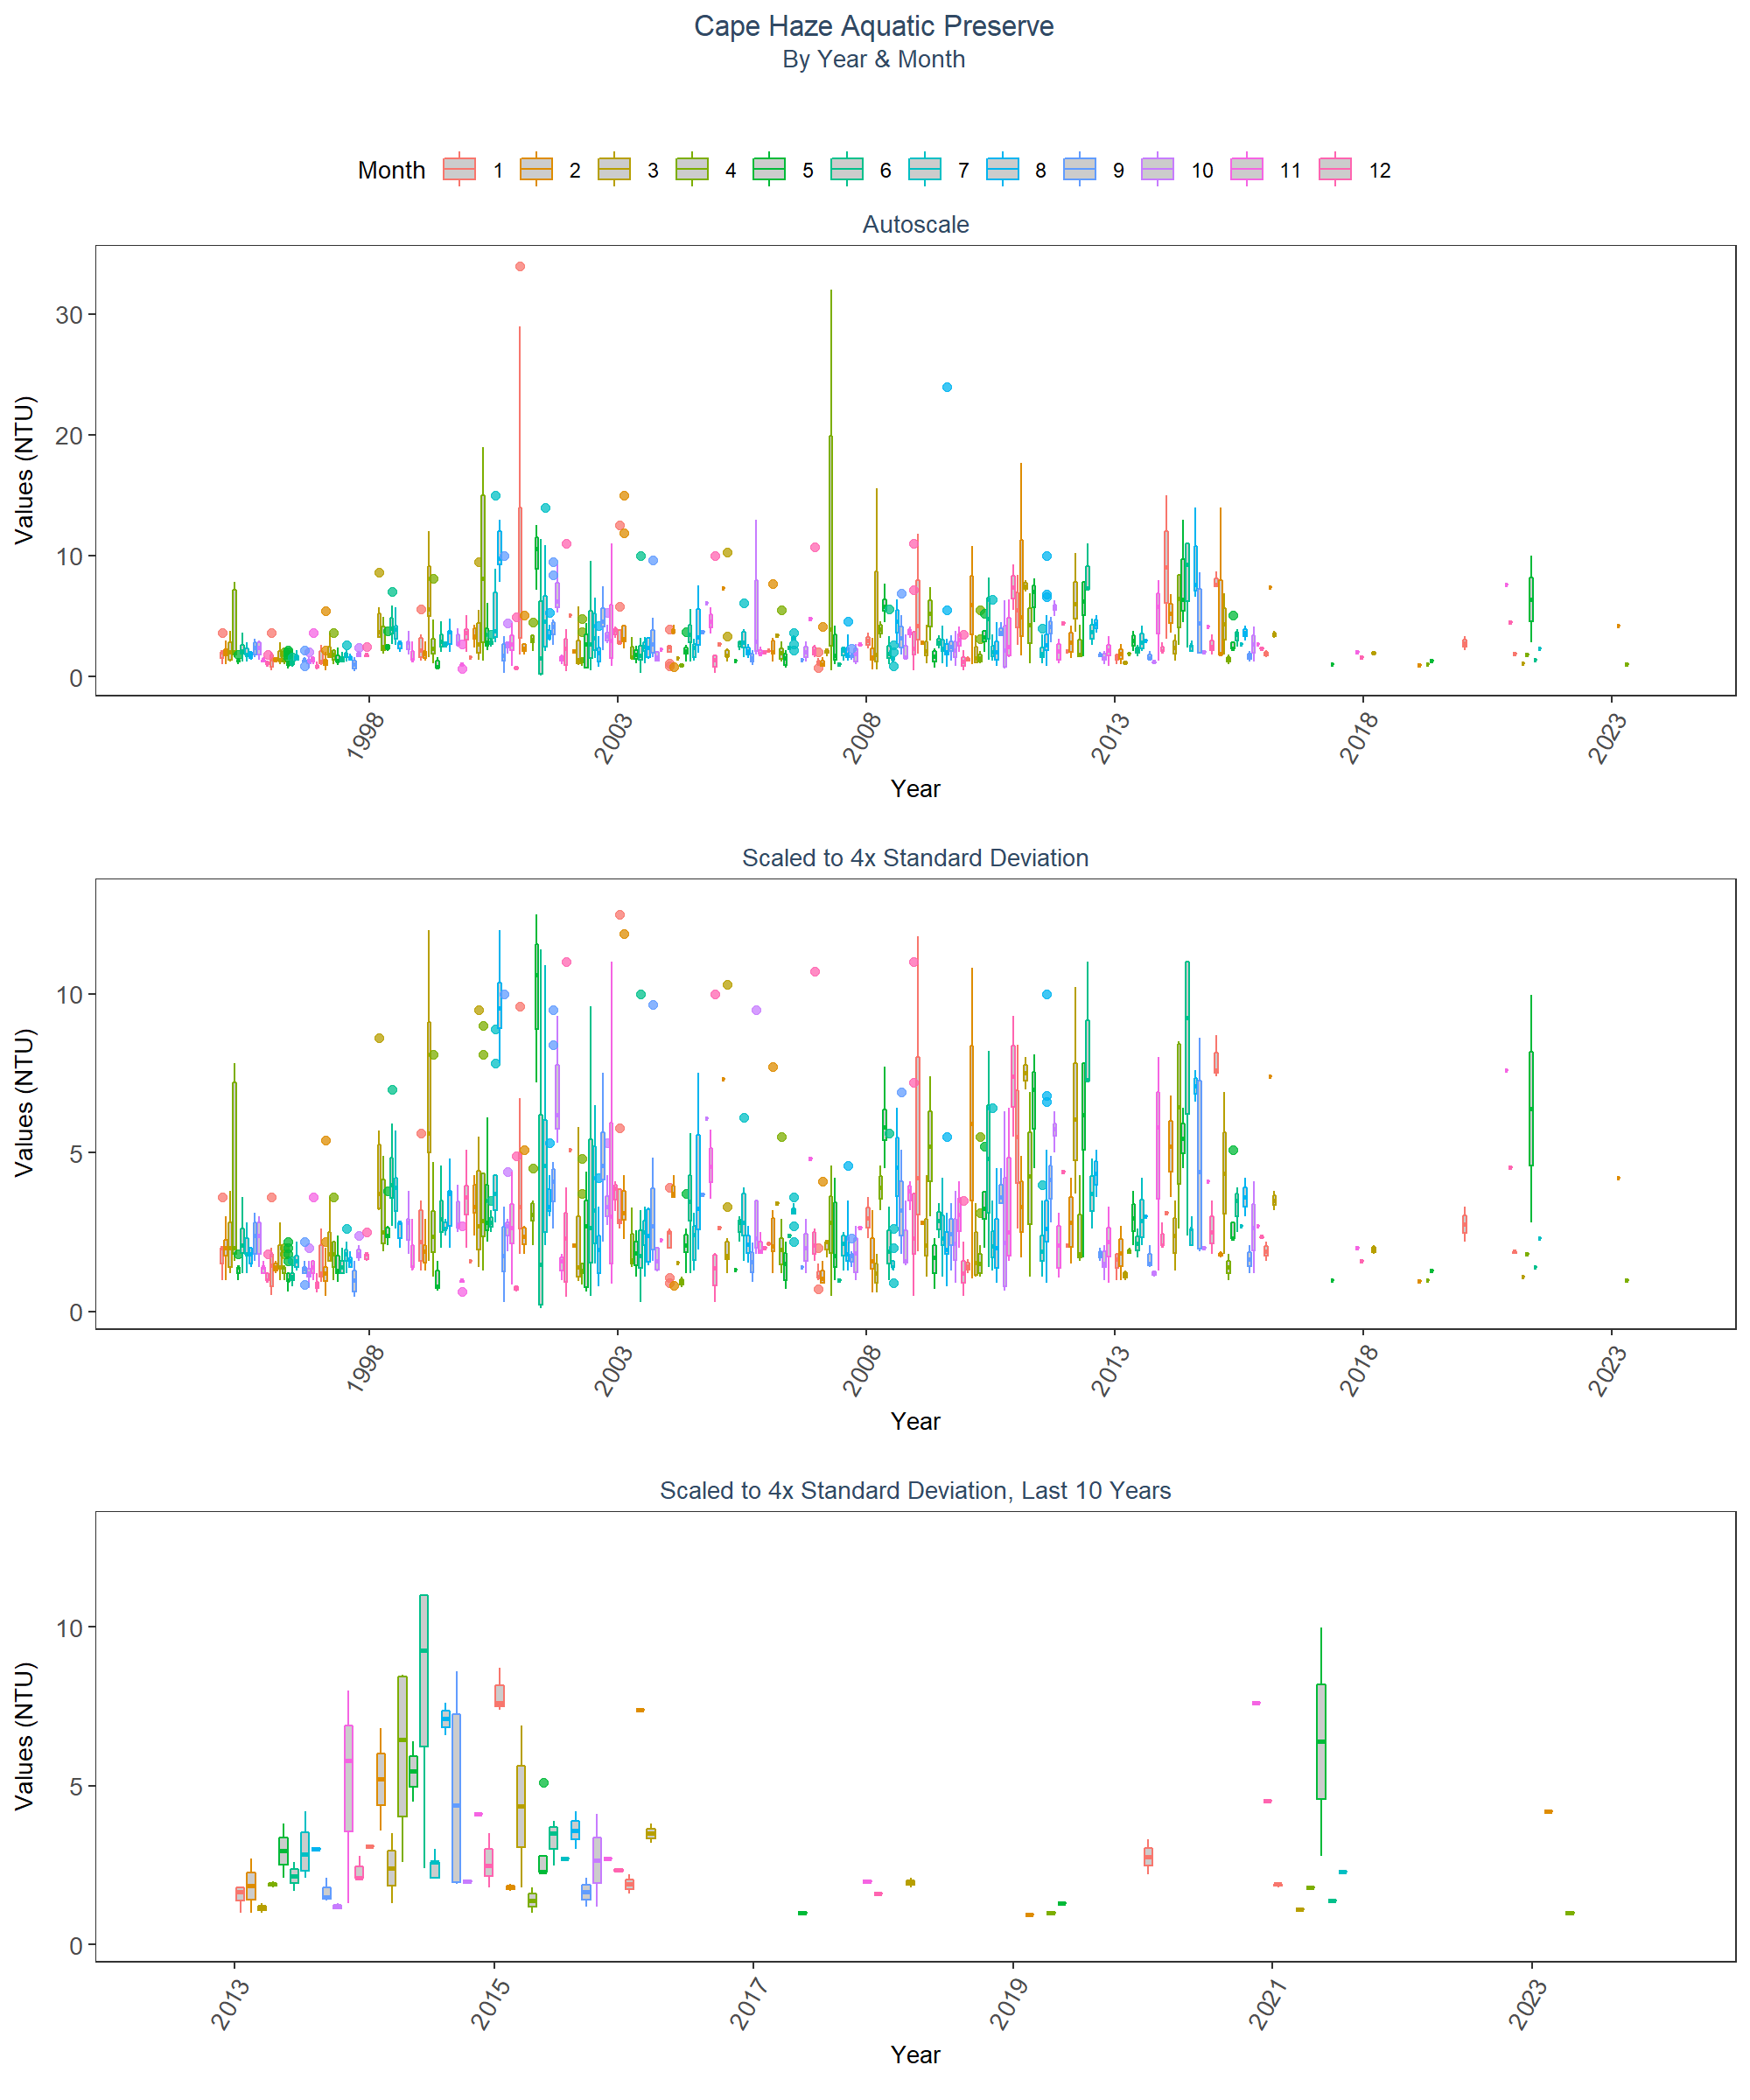 Cape Haze Aquatic Preserve
By Year & Month
Month 1 2 3 4 5 6 7 8 9 10 11 12
Autoscale
Values (NTU)
30
20
10
0
1998 2003 2008 2013 2018 2023
Year
Scaled to 4x Standard Deviation
Values (NTU)
10
5
0
1998 2003 2008 2013 2018 2023
Year
Scaled to 4x Standard Deviation, Last 10 Years
Values (NTU)
10
5
0
2013 2015 2017 2019 2021 2023
Year